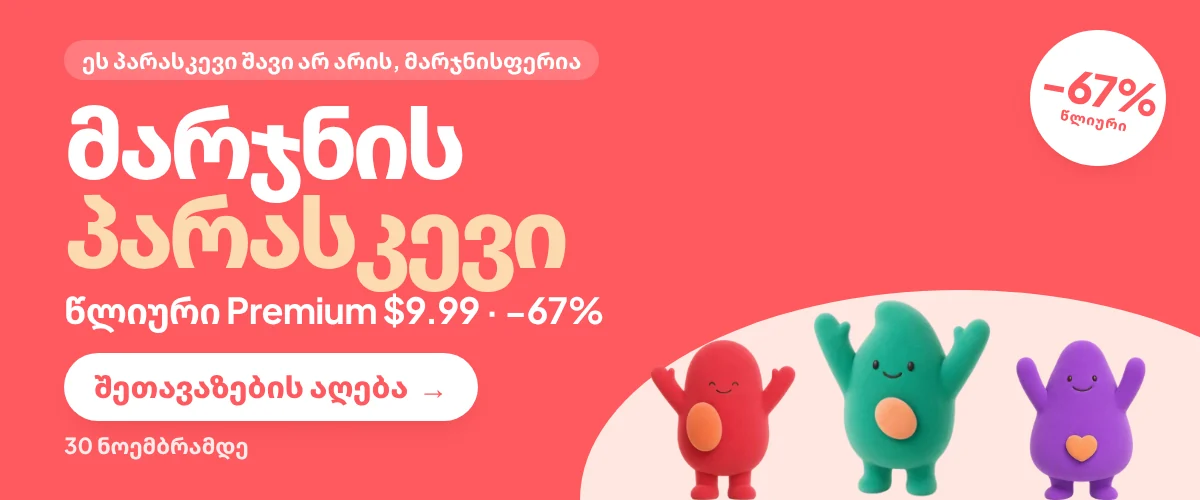 ეს პარასკევი შავი არ არის, მარჯნისფერია
მარჯნის
პარასკევი
წლიური Premium $9.99 · −67%
შეთავაზების აღება →
30 ნოემბრამდე
−67%
წლიური